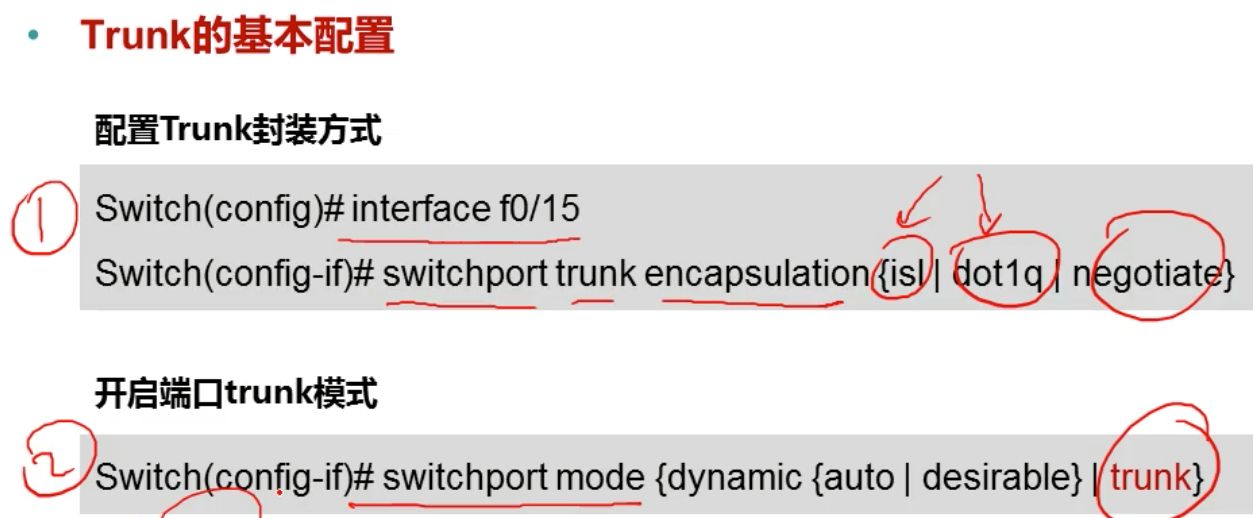 • Trunk的基本配置
配置Trunk封装方式
1
Switch(config)# interface f0/15
Switch(config-if)# switchport trunk encapsulation {isl | dot1q | negotiate}
开启端口trunk模式
2
Switch(config-if)# switchport mode {dynamic {auto | desirable} | trunk}